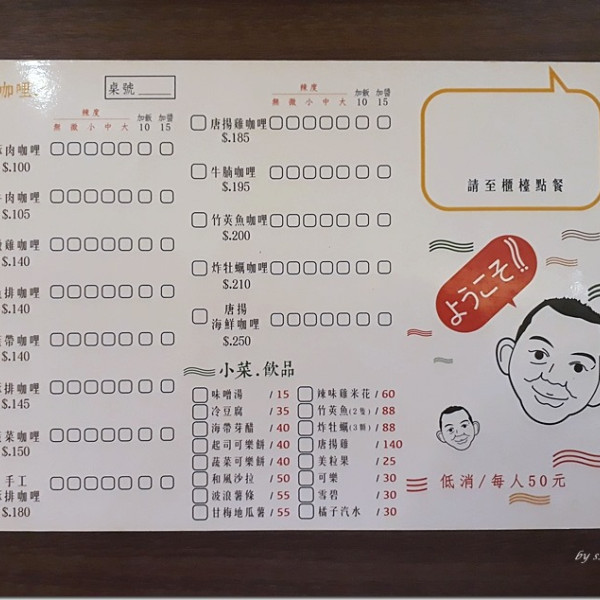 咖哩
桌號
辣度
無 微 小 中 大
加飯 10
加醬 15
肉咖哩
$.100
肉咖哩
$.105
雞咖哩
$.140
排咖哩
$.140
帶咖哩
$.140
排咖哩
$.145
菜咖哩
$.150
手工
排咖哩
$.180
辣度
無 微 小 中 大
加飯 10
加醬 15
唐揚雞咖哩
$.185
牛腩咖哩
$.195
竹莢魚咖哩
$.200
炸牡蠣咖哩
$.210
唐揚
海鮮咖哩
$.250
小菜.飲品
味噌湯 / 15
冷豆腐 / 35
海帶芽醋 / 40
起司可樂餅 / 40
蔬菜可樂餅 / 40
和風沙拉 / 50
波浪薯條 / 55
甘梅地瓜薯 / 55
辣味雞米花 / 60
竹莢魚(2隻) / 88
炸牡蠣(3顆) / 88
唐揚雞 / 140
美粒果 / 25
可樂 / 30
雪碧 / 30
橘子汽水 / 30
請至櫃檯點餐
ようこそ!!
低消/每人50元
by s